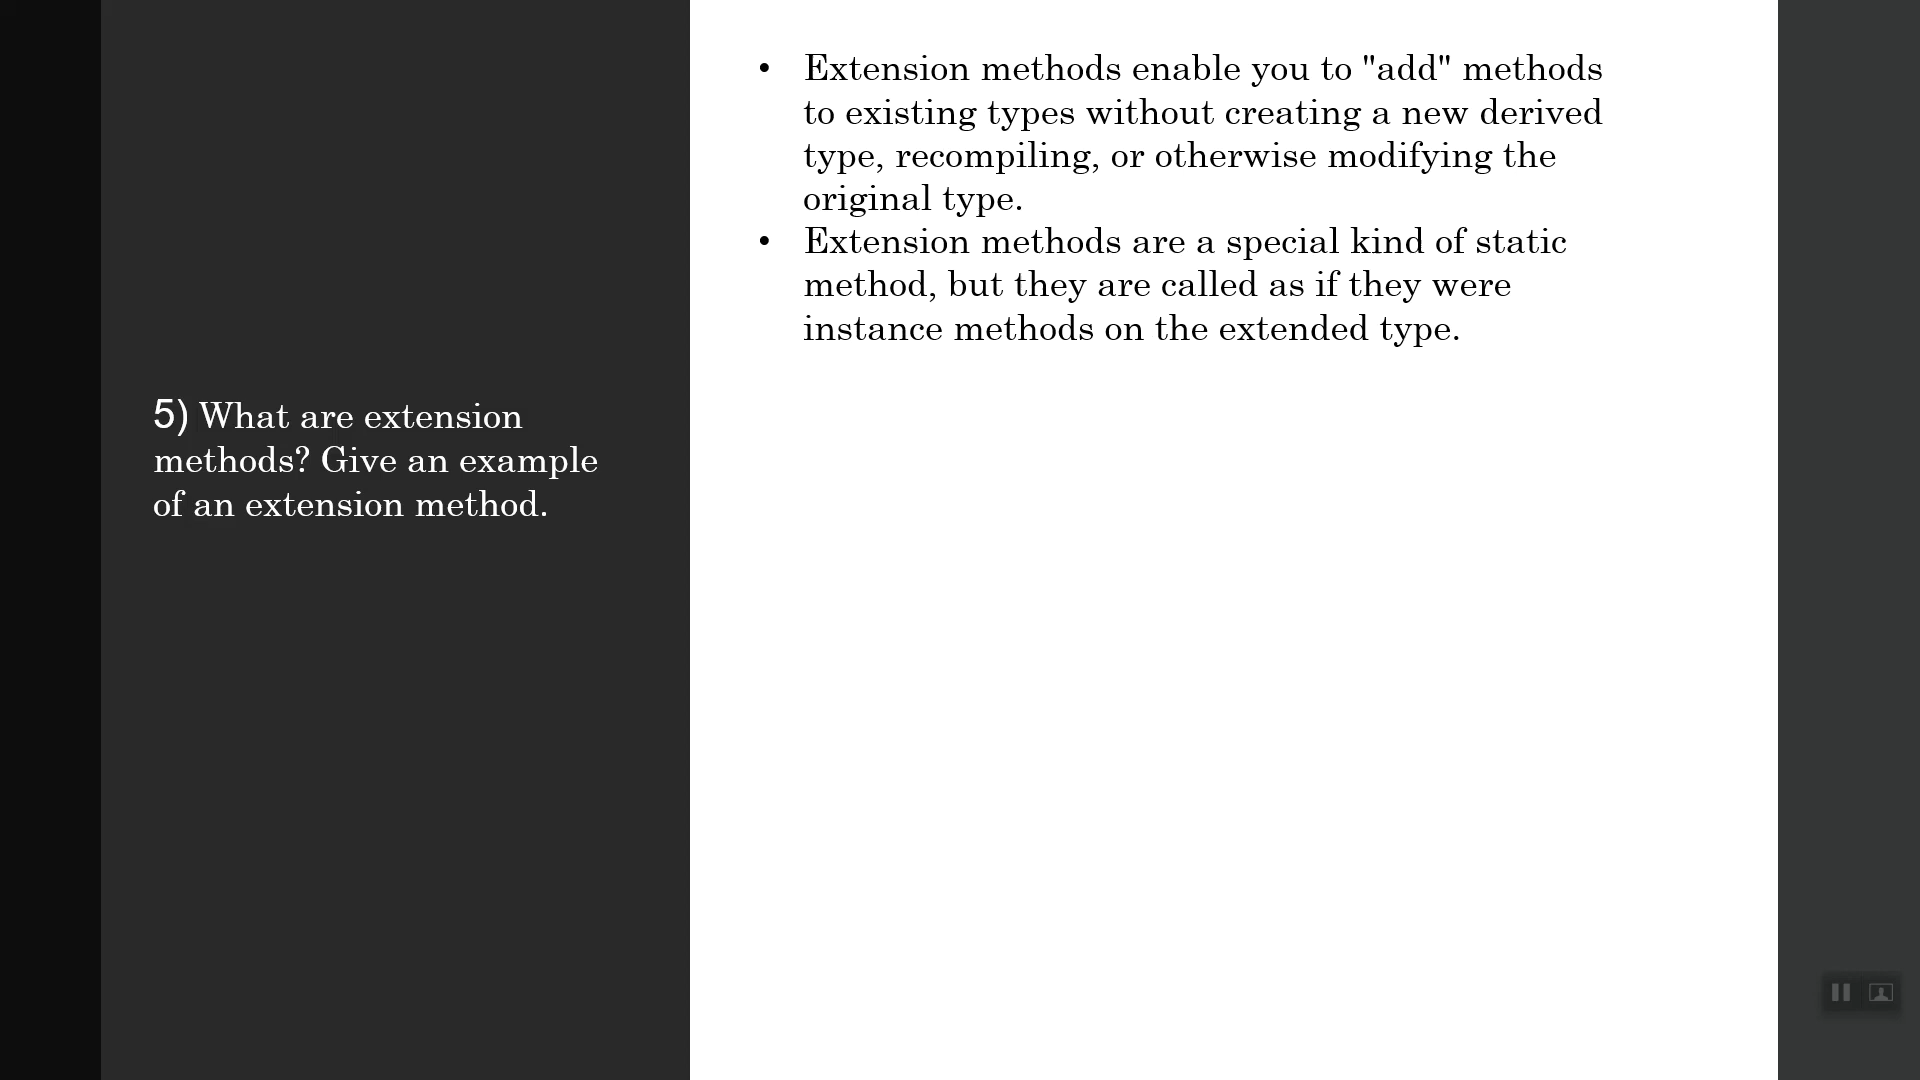 5) What are extension
methods? Give an example
of an extension method.
• Extension methods enable you to "add" methods
to existing types without creating a new derived
type, recompiling, or otherwise modifying the
original type.
• Extension methods are a special kind of static
method, but they are called as if they were
instance methods on the extended type.